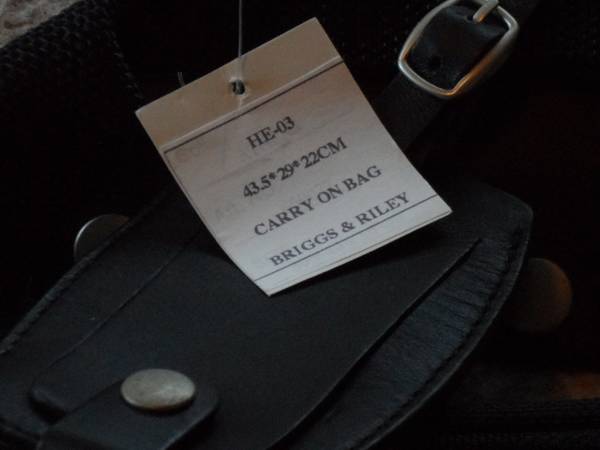 HE-03
43.5*29*22CM
CARRY ON BAG
BRIGGS & RILEY